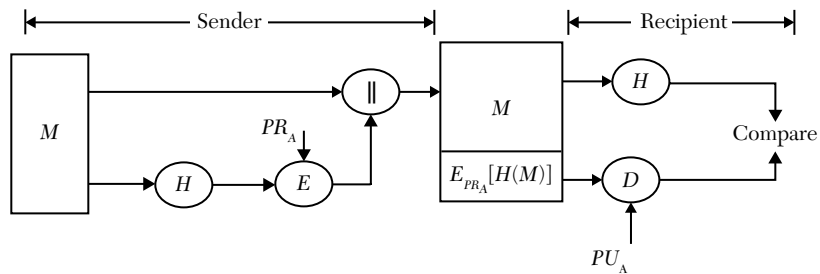 Sender
Recipient
M
||
M
H
PR_A
Compare
H
E
E_PR_A[H(M)]
D
PU_A